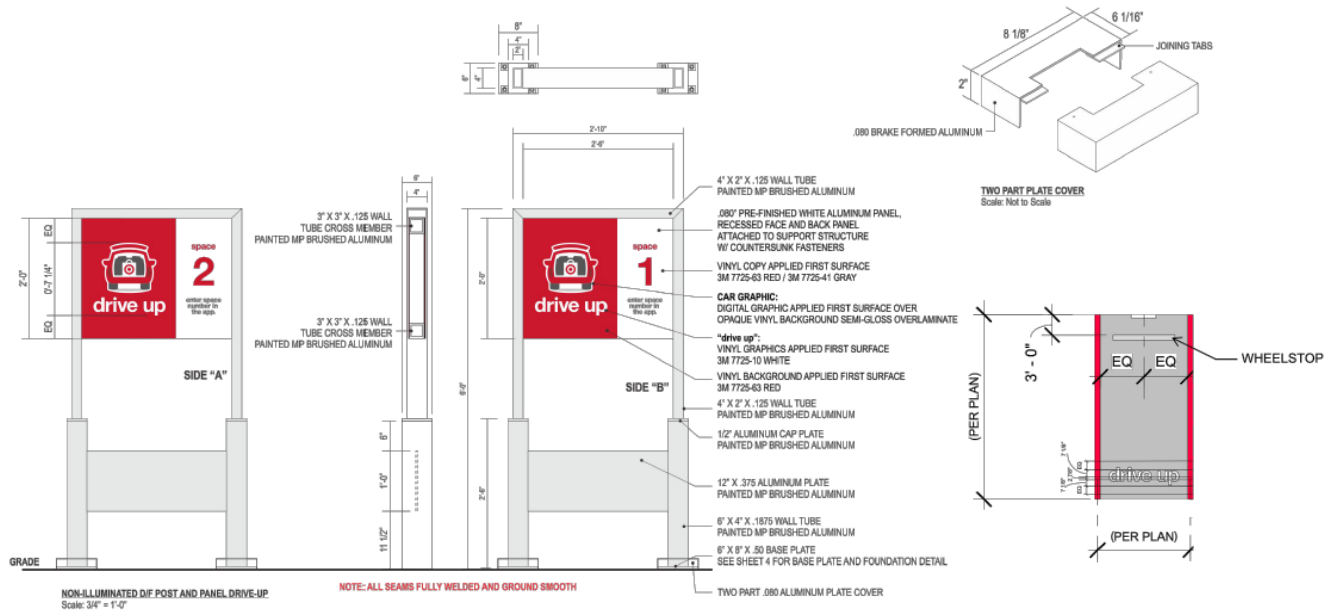 8"
4"
2"
6"
4"
2'-10"
2'-6"
6"
4"
8 1/8"
6 1/16"
2"
JOINING TABS
.080 BRAKE FORMED ALUMINUM
TWO PART PLATE COVER
Scale: Not to Scale
2'-0"
EQ
0'-7 1/4"
EQ
drive up
space
2
enter space
number in
the app.
SIDE "A"
3" X 3" X .125 WALL
TUBE CROSS MEMBER
PAINTED MP BRUSHED ALUMINUM
3" X 3" X .125 WALL
TUBE CROSS MEMBER
PAINTED MP BRUSHED ALUMINUM
6"
1'-0"
11 1/2"
6'-0"
2'-0"
2'-6"
drive up
space
1
enter space
number in
the app.
SIDE "B"
4" X 2" X .125 WALL TUBE
PAINTED MP BRUSHED ALUMINUM
.080" PRE-FINISHED WHITE ALUMINUM PANEL,
RECESSED FACE AND BACK PANEL
ATTACHED TO SUPPORT STRUCTURE
W/ COUNTERSUNK FASTENERS
VINYL COPY APPLIED FIRST SURFACE
3M 7725-63 RED / 3M 7725-41 GRAY
CAR GRAPHIC:
DIGITAL GRAPHIC APPLIED FIRST SURFACE OVER
OPAQUE VINYL BACKGROUND SEMI-GLOSS OVERLAMINATE
"drive up":
VINYL GRAPHICS APPLIED FIRST SURFACE
3M 7725-10 WHITE
VINYL BACKGROUND APPLIED FIRST SURFACE
3M 7725-63 RED
4" X 2" X .125 WALL TUBE
PAINTED MP BRUSHED ALUMINUM
1/2" ALUMINUM CAP PLATE
PAINTED MP BRUSHED ALUMINUM
12" X .375 ALUMINUM PLATE
PAINTED MP BRUSHED ALUMINUM
6" X 4" X .1875 WALL TUBE
PAINTED MP BRUSHED ALUMINUM
6" X 8" X .50 BASE PLATE
SEE SHEET 4 FOR BASE PLATE AND FOUNDATION DETAIL
TWO PART .080 ALUMINUM PLATE COVER
GRADE
NON-ILLUMINATED D/F POST AND PANEL DRIVE-UP
Scale: 3/4" = 1'-0"
NOTE: ALL SEAMS FULLY WELDED AND GROUND SMOOTH
3' - 0"
EQ
EQ
WHEELSTOP
(PER PLAN)
EQ
EQ
drive up
(PER PLAN)